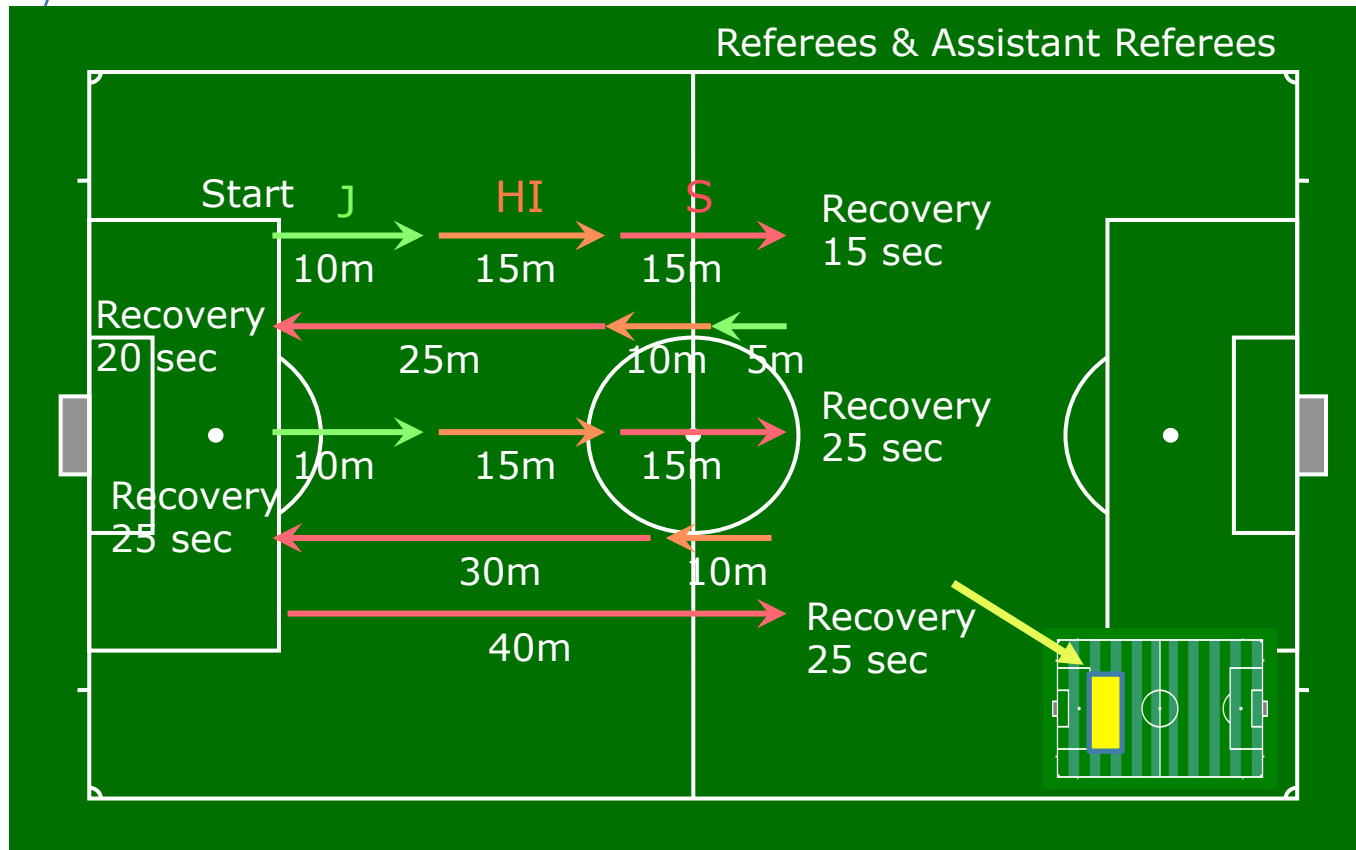 Referees & Assistant Referees
Start
J
HI
S
Recovery
15 sec
10m
15m
15m
Recovery
20 sec
25m
10m
5m
Recovery
25 sec
10m
15m
15m
Recovery
25 sec
30m
10m
Recovery
25 sec
40m